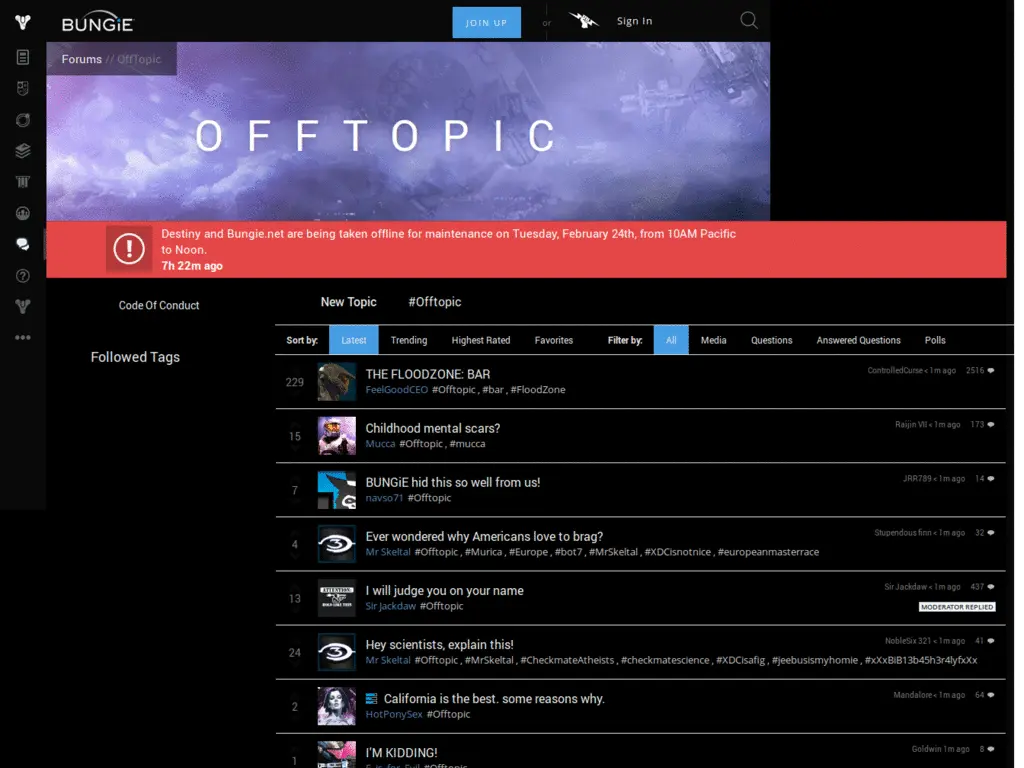 BUNGiE
JOIN UP
or
Sign In
Forums // OffTopic
OFFTOPIC
Destiny and Bungie.net are being taken offline for maintenance on Tuesday, February 24th, from 10AM Pacific
to Noon.
7h 22m ago
Code Of Conduct
New Topic #Offtopic
Followed Tags
Sort by: Latest Trending Highest Rated Favorites Filter by: All Media Questions Answered Questions Polls
229
THE FLOODZONE: BAR
FeelGoodCEO #Offtopic , #bar , #FloodZone
ControlledCurse < 1m ago 2516
15
Childhood mental scars?
Mucca #Offtopic , #mucca
Raijin VII < 1m ago 173
7
BUNGiE hid this so well from us!
navso71 #Offtopic
JRR789 < 1m ago 14
4
Ever wondered why Americans love to brag?
Mr Skeltal #Offtopic , #Murica , #Europe , #bot7 , #MrSkeltal , #XDCisnotnice , #europeanmasterrace
Stupendous finn < 1m ago 32
13
I will judge you on your name
Sir Jackdaw #Offtopic
Sir Jackdaw < 1m ago 437
MODERATOR REPLIED
ATTENTION
24
Hey scientists, explain this!
Mr Skeltal #Offtopic , #MrSkeltal , #CheckmateAtheists , #checkmatescience , #XDCisafig , #jeebusismyhomie , #xXxBiB13b45h3r4lyfxXx
NobleSix 321 < 1m ago 41
2
California is the best. some reasons why.
HotPonySex #Offtopic
Mandalore < 1m ago 64
1
I'M KIDDING!
S-is-for-Evil #Offtopic
Goldwin 1m ago 8